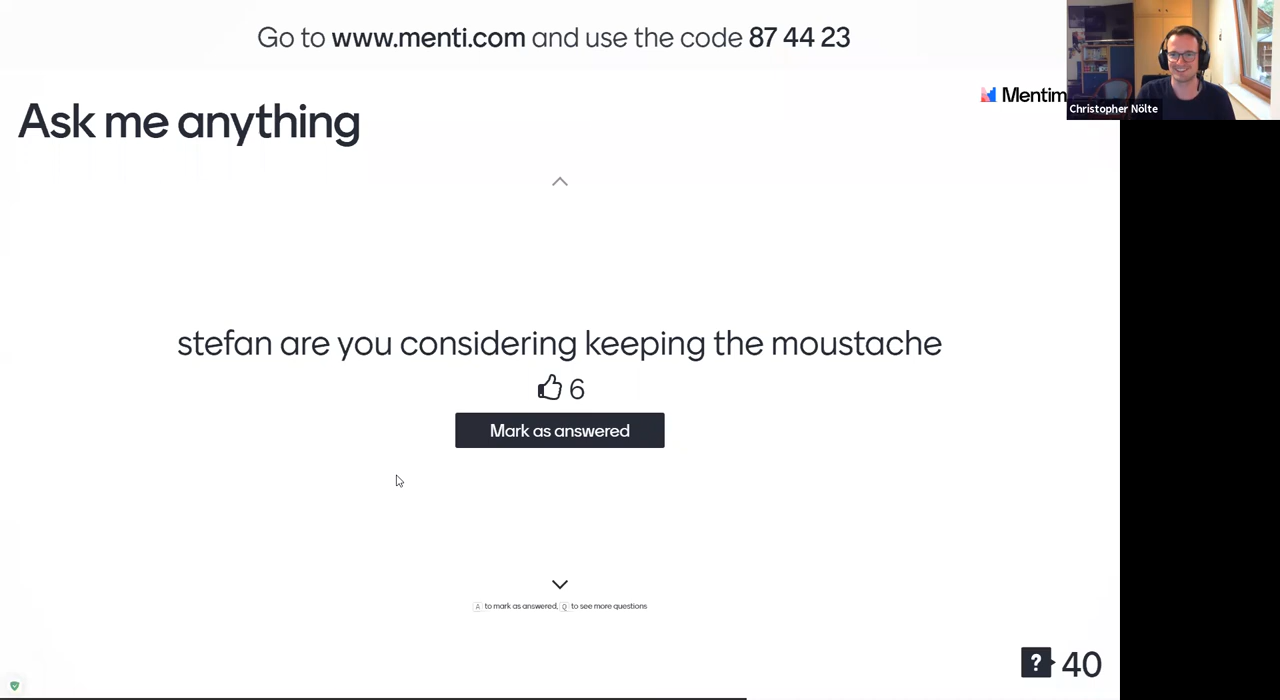 Go to www.menti.com and use the code 87 44 23
Mentim
Christopher Nölte
Ask me anything
stefan are you considering keeping the moustache
6
Mark as answered
A to mark as answered, Q to see more questions
? 40